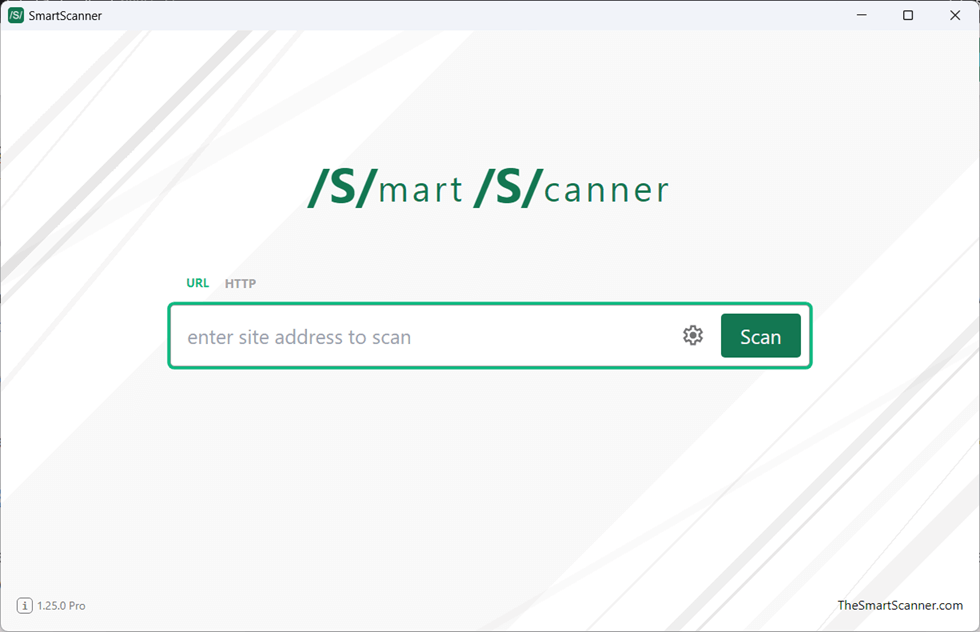 /S/ SmartScanner
/S/mart /S/canner
URL HTTP
enter site address to scan Scan
i 1.25.0 Pro TheSmartScanner.com